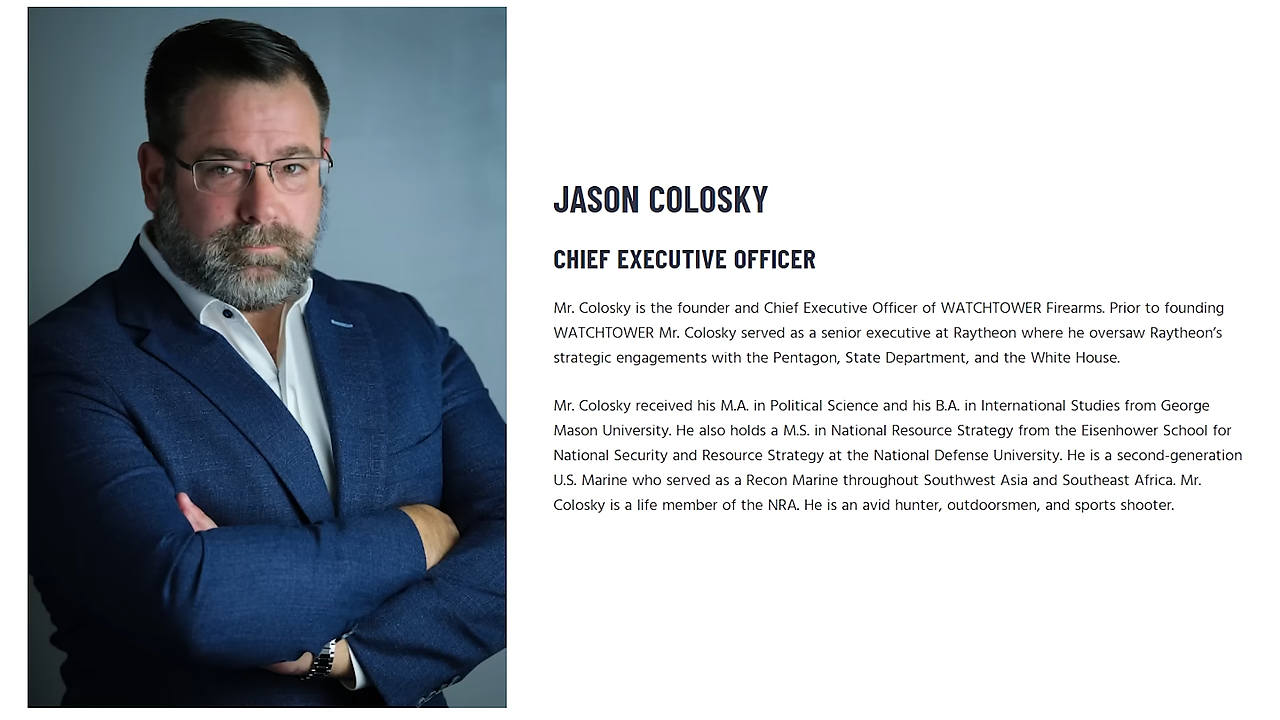 JASON COLOSKY
CHIEF EXECUTIVE OFFICER
Mr. Colosky is the founder and Chief Executive Officer of WATCHTOWER Firearms. Prior to founding
WATCHTOWER Mr. Colosky served as a senior executive at Raytheon where he oversaw Raytheon’s
strategic engagements with the Pentagon, State Department, and the White House.
Mr. Colosky received his M.A. in Political Science and his B.A. in International Studies from George
Mason University. He also holds a M.S. in National Resource Strategy from the Eisenhower School for
National Security and Resource Strategy at the National Defense University. He is a second-generation
U.S. Marine who served as a Recon Marine throughout Southwest Asia and Southeast Africa. Mr.
Colosky is a life member of the NRA. He is an avid hunter, outdoorsmen, and sports shooter.